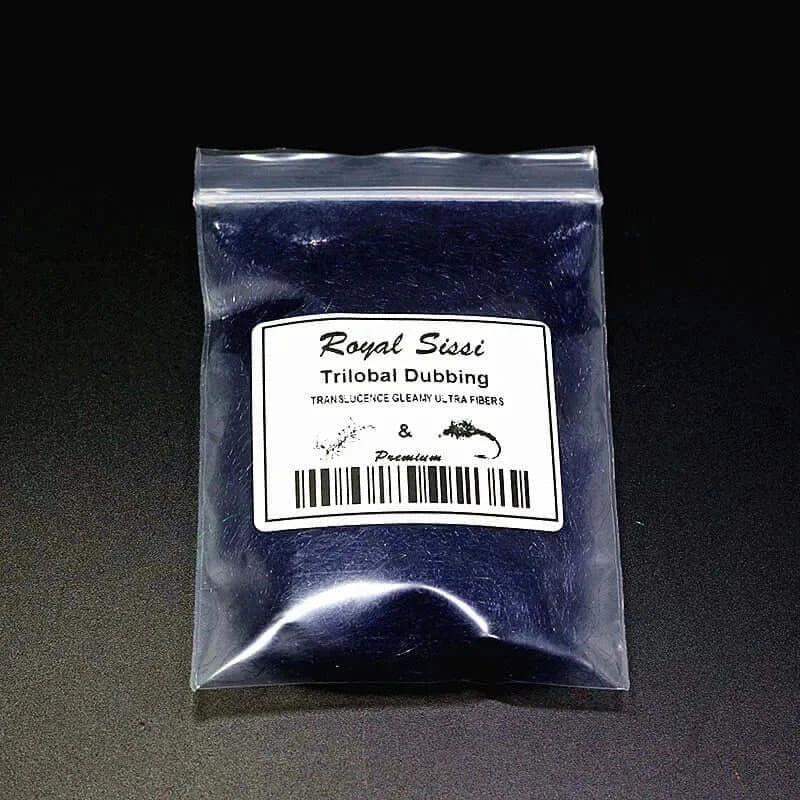 Royal Sissi
Trilobal Dubbing
TRANSLUCENCE GLEAMY ULTRA FIBERS
&
Premium